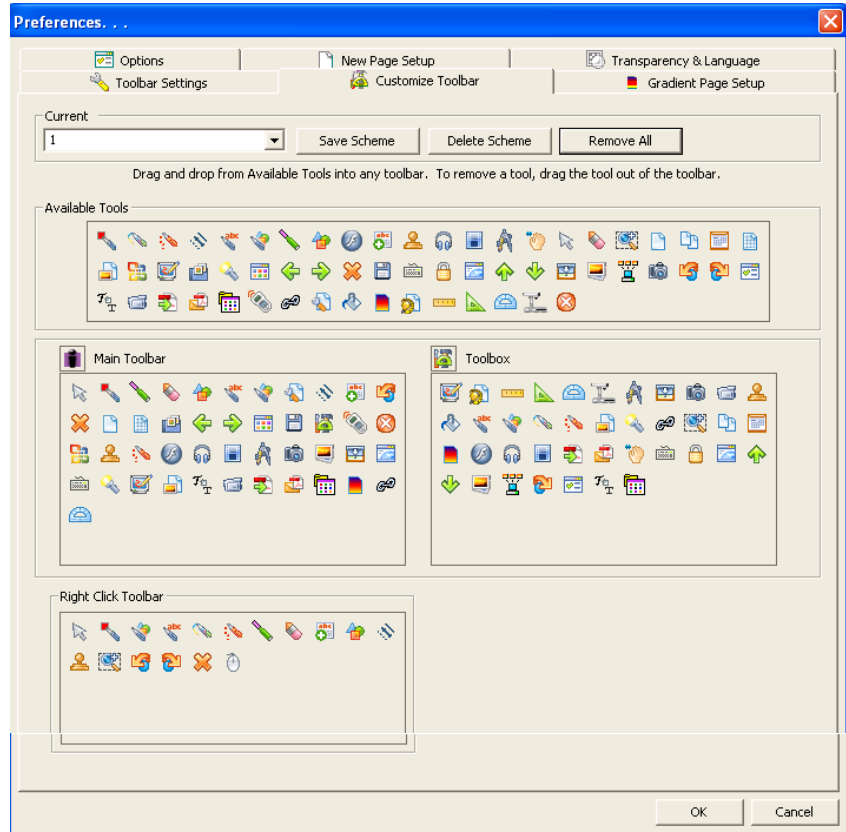 Preferences. . .
Options
New Page Setup
Transparency & Language
Toolbar Settings
Customize Toolbar
Gradient Page Setup
Current
1
Save Scheme
Delete Scheme
Remove All
Drag and drop from Available Tools into any toolbar. To remove a tool, drag the tool out of the toolbar.
Available Tools
Main Toolbar
Toolbox
Right Click Toolbar
OK
Cancel